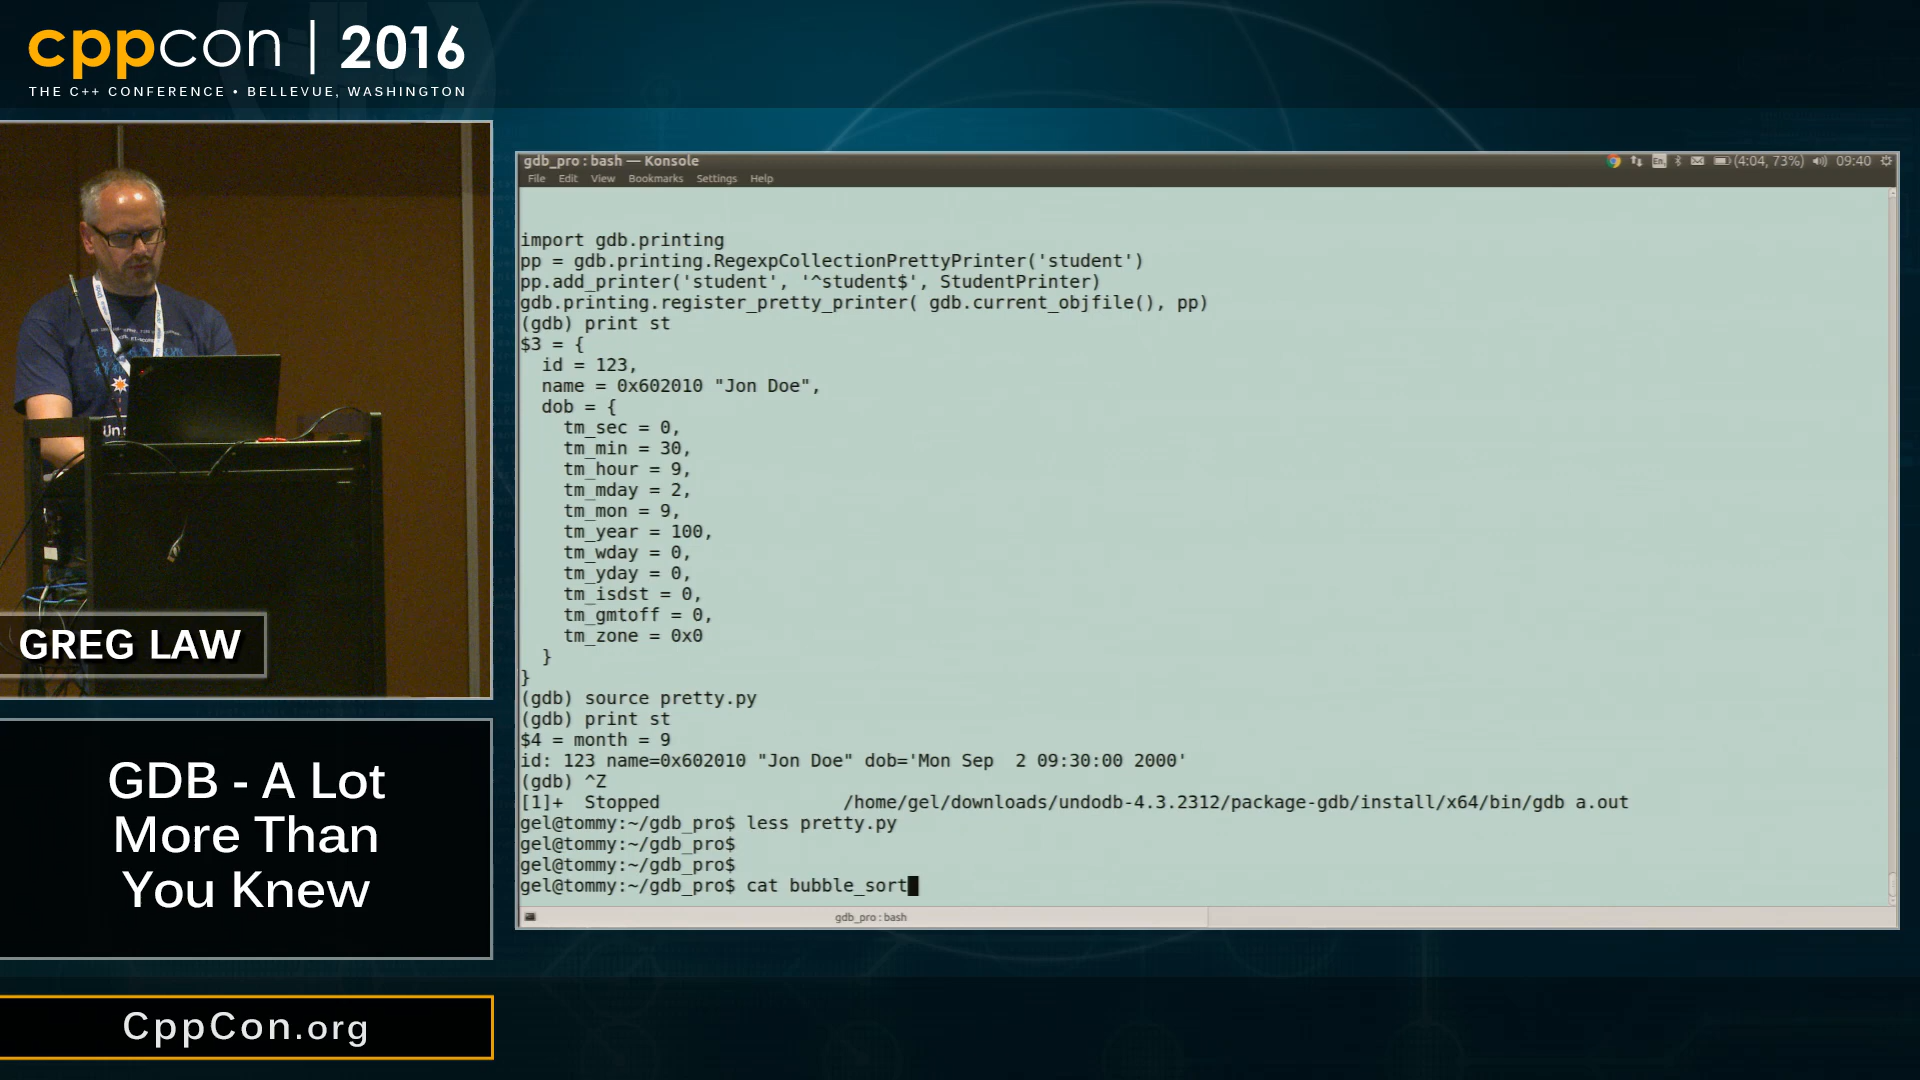 cppcon | 2016
THE C++ CONFERENCE • BELLEVUE, WASHINGTON
gdb_pro : bash — Konsole
(4:04, 73%) 09:40
File Edit View Bookmarks Settings Help
import gdb.printing
pp = gdb.printing.RegexpCollectionPrettyPrinter('student')
pp.add_printer('student', '^student$', StudentPrinter)
gdb.printing.register_pretty_printer( gdb.current_objfile(), pp)
(gdb) print st
$3 = {
  id = 123,
  name = 0x602010 "Jon Doe",
  dob = {
    tm_sec = 0,
    tm_min = 30,
    tm_hour = 9,
    tm_mday = 2,
    tm_mon = 9,
    tm_year = 100,
    tm_wday = 0,
    tm_yday = 0,
    tm_isdst = 0,
    tm_gmtoff = 0,
    tm_zone = 0x0
  }
}
(gdb) source pretty.py
(gdb) print st
$4 = month = 9
id: 123 name=0x602010 "Jon Doe" dob='Mon Sep  2 09:30:00 2000'
(gdb) ^Z
[1]+  Stopped                 /home/gel/downloads/undodb-4.3.2312/package-gdb/install/x64/bin/gdb a.out
gel@tommy:~/gdb_pro$ less pretty.py
gel@tommy:~/gdb_pro$
gel@tommy:~/gdb_pro$
gel@tommy:~/gdb_pro$ cat bubble_sort
gdb_pro : bash
GREG LAW
GDB - A Lot
More Than
You Knew
CppCon.org